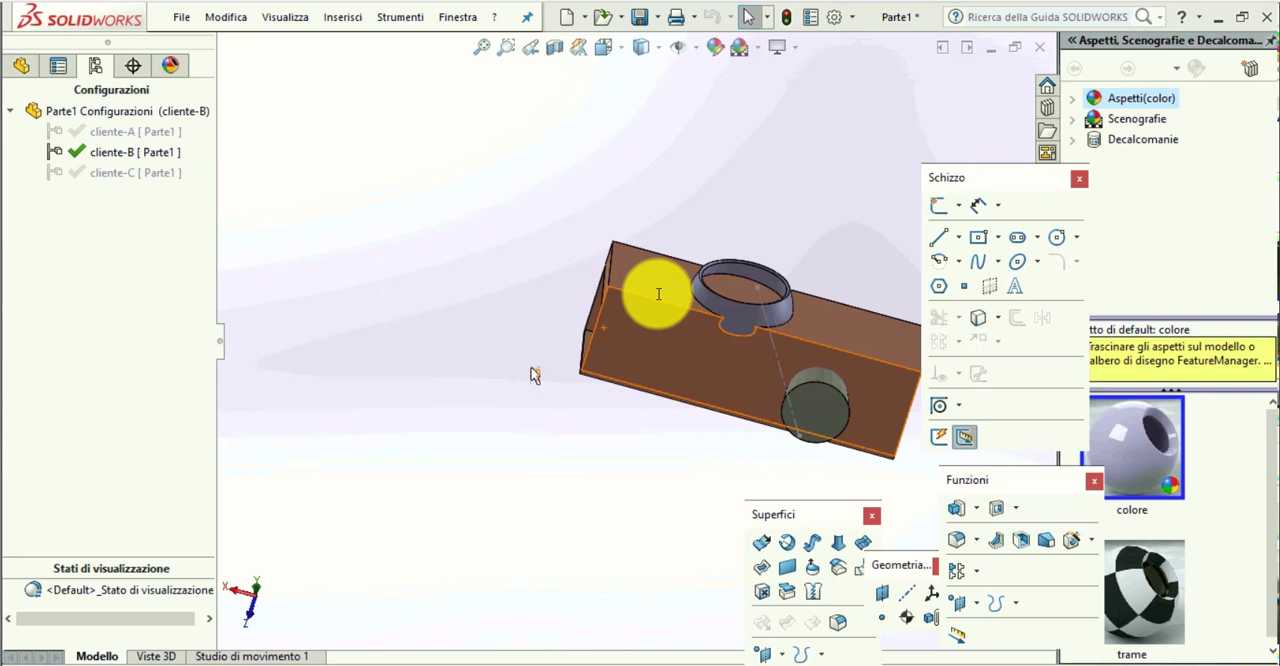 SOLIDWORKS
File
Modifica
Visualizza
Inserisci
Strumenti
Finestra
?
Parte1 *
Ricerca della Guida SOLIDWORKS
?
Configurazioni
Parte1 Configurazioni (cliente-B)
cliente-A [ Parte1 ]
cliente-B [ Parte1 ]
cliente-C [ Parte1 ]
Stati di visualizzazione
<Default>_Stato di visualizzazione
X
Y
Z
Aspetti, Scenografie e Decalcoma...
Aspetti(color)
Scenografie
Decalcomanie
Schizzo
Superfici
Geometria...
Funzioni
tto di default: colore
Trascinare gli aspetti sul modello o
albero di disegno FeatureManager. ...
colore
trame
Modello
Viste 3D
Studio di movimento 1